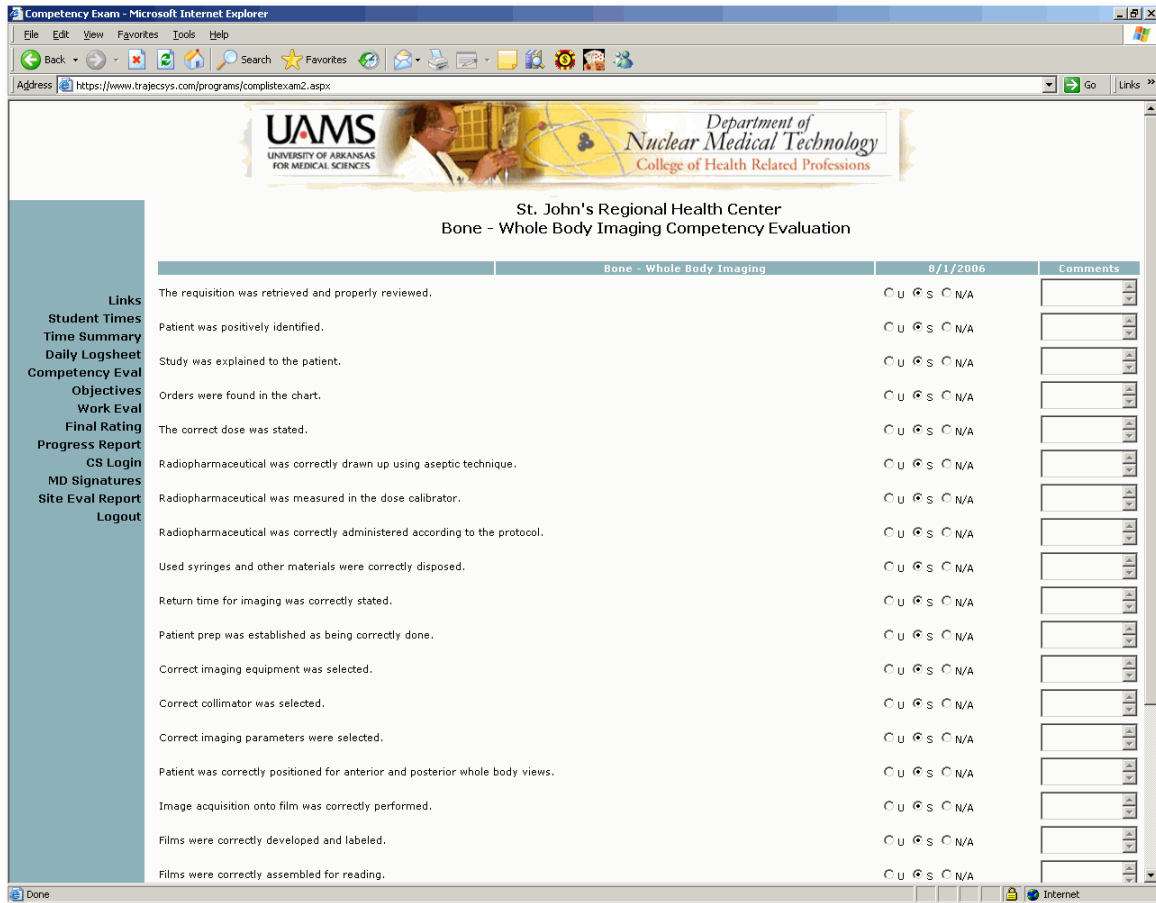 Competency Exam - Microsoft Internet Explorer
File Edit View Favorites Tools Help
Back Search Favorites
Address https://www.trajecsys.com/programs/complistexam2.aspx Go Links »
UAMS
UNIVERSITY OF ARKANSAS
FOR MEDICAL SCIENCES
Department of
Nuclear Medical Technology
College of Health Related Professions
St. John's Regional Health Center
Bone - Whole Body Imaging Competency Evaluation
Links
Student Times
Time Summary
Daily Logsheet
Competency Eval
Objectives
Work Eval
Final Rating
Progress Report
CS Login
MD Signatures
Site Eval Report
Logout
Bone - Whole Body Imaging 8/1/2006 Comments
The requisition was retrieved and properly reviewed. U S N/A
Patient was positively identified. U S N/A
Study was explained to the patient. U S N/A
Orders were found in the chart. U S N/A
The correct dose was stated. U S N/A
Radiopharmaceutical was correctly drawn up using aseptic technique. U S N/A
Radiopharmaceutical was measured in the dose calibrator. U S N/A
Radiopharmaceutical was correctly administered according to the protocol. U S N/A
Used syringes and other materials were correctly disposed. U S N/A
Return time for imaging was correctly stated. U S N/A
Patient prep was established as being correctly done. U S N/A
Correct imaging equipment was selected. U S N/A
Correct collimator was selected. U S N/A
Correct imaging parameters were selected. U S N/A
Patient was correctly positioned for anterior and posterior whole body views. U S N/A
Image acquisition onto film was correctly performed. U S N/A
Films were correctly developed and labeled. U S N/A
Films were correctly assembled for reading. U S N/A
Done Internet